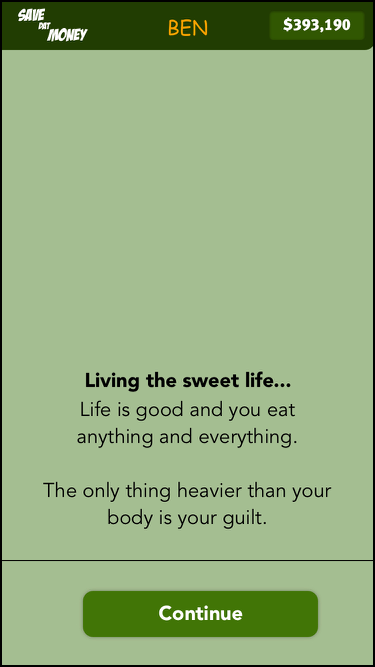 SAVE
DAT
MONEY
BEN
$393,190
Living the sweet life...
Life is good and you eat
anything and everything.
The only thing heavier than your
body is your guilt.
Continue